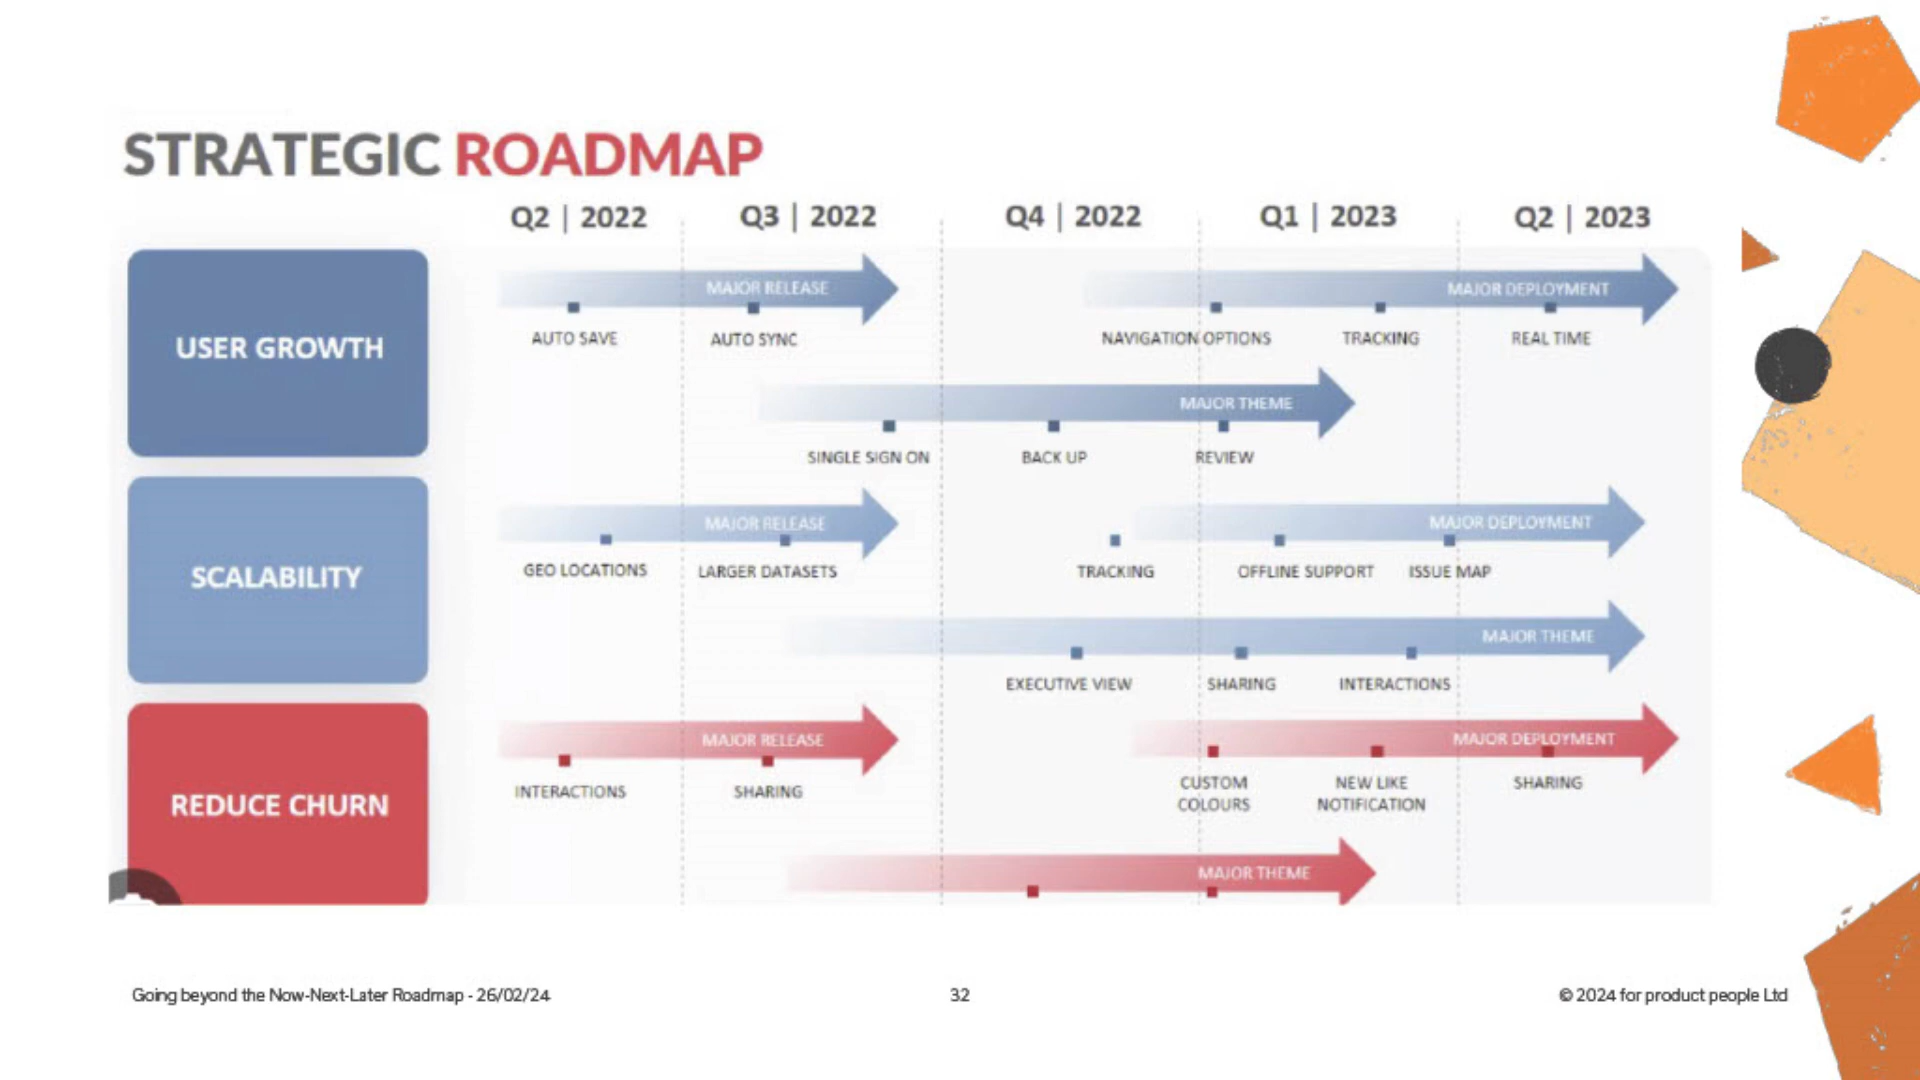 STRATEGIC ROADMAP
Q2 | 2022
Q3 | 2022
Q4 | 2022
Q1 | 2023
Q2 | 2023
USER GROWTH
MAJOR RELEASE
MAJOR DEPLOYMENT
AUTO SAVE
AUTO SYNC
NAVIGATION OPTIONS
TRACKING
REAL TIME
MAJOR THEME
SINGLE SIGN ON
BACK UP
REVIEW
SCALABILITY
MAJOR RELEASE
MAJOR DEPLOYMENT
GEO LOCATIONS
LARGER DATASETS
TRACKING
OFFLINE SUPPORT
ISSUE MAP
MAJOR THEME
EXECUTIVE VIEW
SHARING
INTERACTIONS
REDUCE CHURN
MAJOR RELEASE
MAJOR DEPLOYMENT
INTERACTIONS
SHARING
CUSTOM
COLOURS
NEW LIKE
NOTIFICATION
SHARING
MAJOR THEME
Going beyond the Now-Next-Later Roadmap - 26/02/24
32
© 2024 for product people Ltd